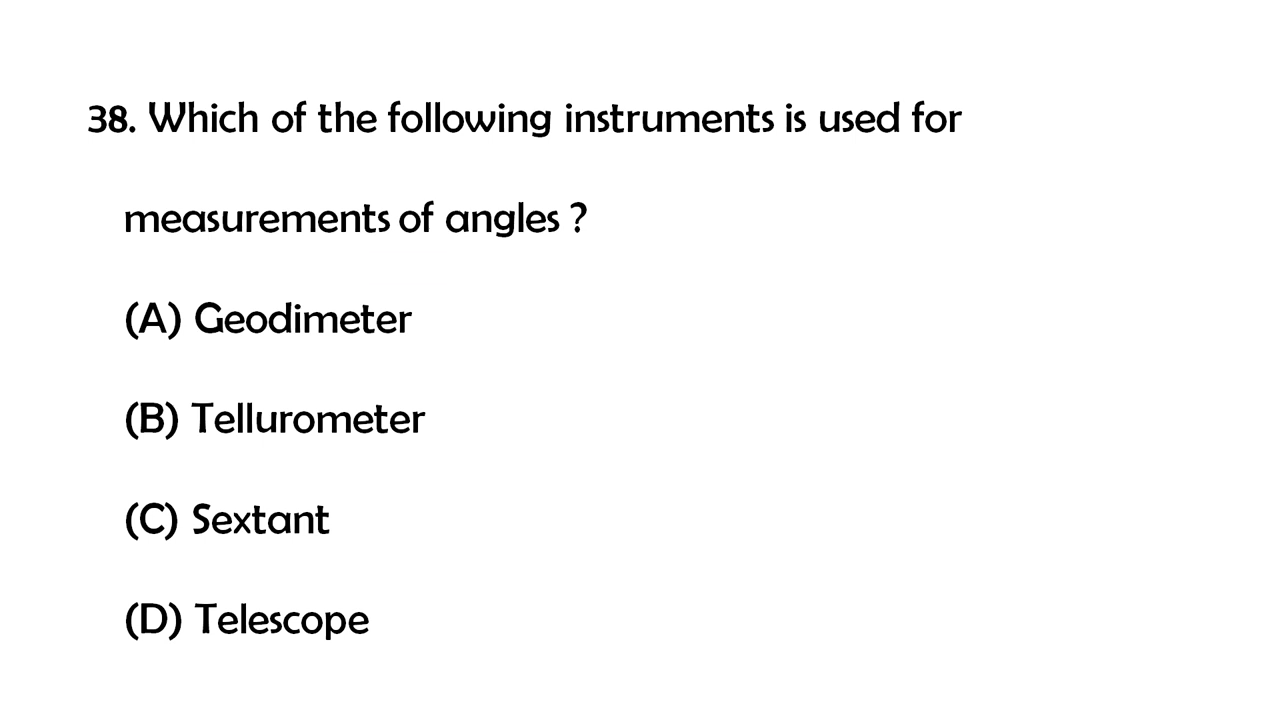 38. Which of the following instruments is used for
measurements of angles ?
(A) Geodimeter
(B) Tellurometer
(C) Sextant
(D) Telescope